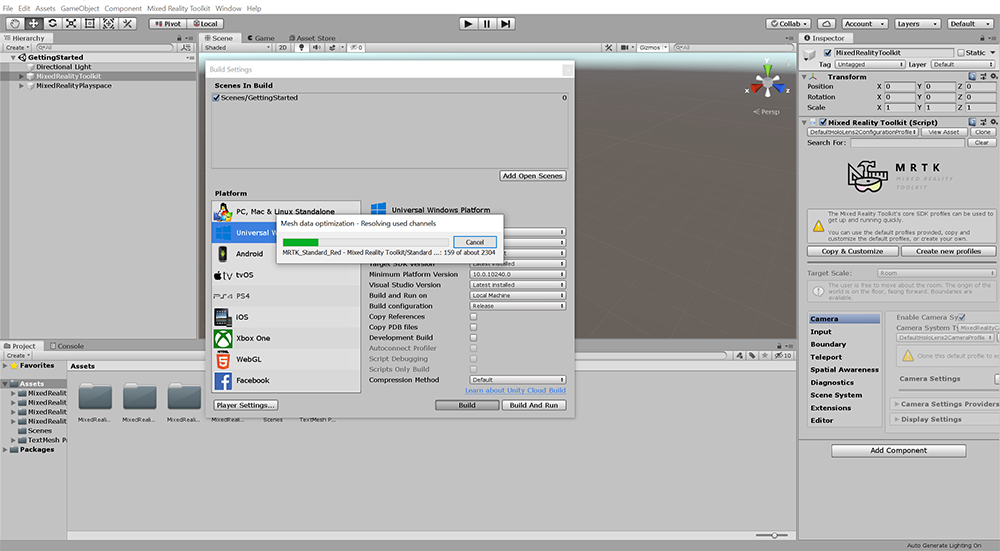 File Edit Assets GameObject Component Mixed Reality Toolkit Window Help
Pivot Local
Collab Account Layers Default
Hierarchy
Create All
GettingStarted
Directional Light
MixedRealityToolkit
MixedRealityPlayspace
Scene Game Asset Store
Shaded 2D 0 Gizmos All
Persp
Build Settings
Scenes In Build
Scenes/GettingStarted 0
Add Open Scenes
Platform
PC, Mac & Linux Standalone
Universal W
Android
tvOS
PS4
iOS
Xbox One
WebGL
Facebook
Universal Windows Platform
Mesh data optimization - Resolving used channels
Cancel
MRTK_Standard_Red - Mixed Reality Toolkit/Standard ...: 159 of about 2304
Target SDK Version Latest installed
Minimum Platform Version 10.0.10240.0
Visual Studio Version Latest installed
Build and Run on Local Machine
Build configuration Release
Copy References
Copy PDB files
Development Build
Autoconnect Profiler
Script Debugging
Scripts Only Build
Compression Method Default
Learn about Unity Cloud Build
Player Settings... Build Build And Run
Project Console
Create
Favorites
Assets
MixedRealit
MixedRealit
MixedRealit
MixedRealit
Scenes
TextMesh P
Packages
Assets
10
MixedReali... MixedReali... MixedReali... MixedReali... Scenes TextMesh P...
Inspector
MixedRealityToolkit Static
Tag Untagged Layer Default
Transform
Position X 0 Y 0 Z 0
Rotation X 0 Y 0 Z 0
Scale X 1 Y 1 Z 1
Mixed Reality Toolkit (Script)
DefaultHoloLens2ConfigurationProfile View Asset Clone
Search For: Clear
MRTK
MIXED REALITY
TOOLKIT
The Mixed Reality Toolkit's core SDK profiles can be used
to get up and running quickly.
You can use the default profiles provided, copy and
customize the default profiles, or create your own.
Copy & Customize Create new profiles
Target Scale: Room
The user is free to move about the room. The origin of the
world is on the floor, facing forward. Boundaries are
available.
Camera
Input
Boundary
Teleport
Spatial Awareness
Diagnostics
Scene System
Extensions
Editor
Enable Camera Sy
Camera System T MixedRealityC
DefaultHoloLens2CameraProfile
Clone this default profile to e
Camera Settings
Camera Settings Providers
Display Settings
Add Component
Auto Generate Lighting On